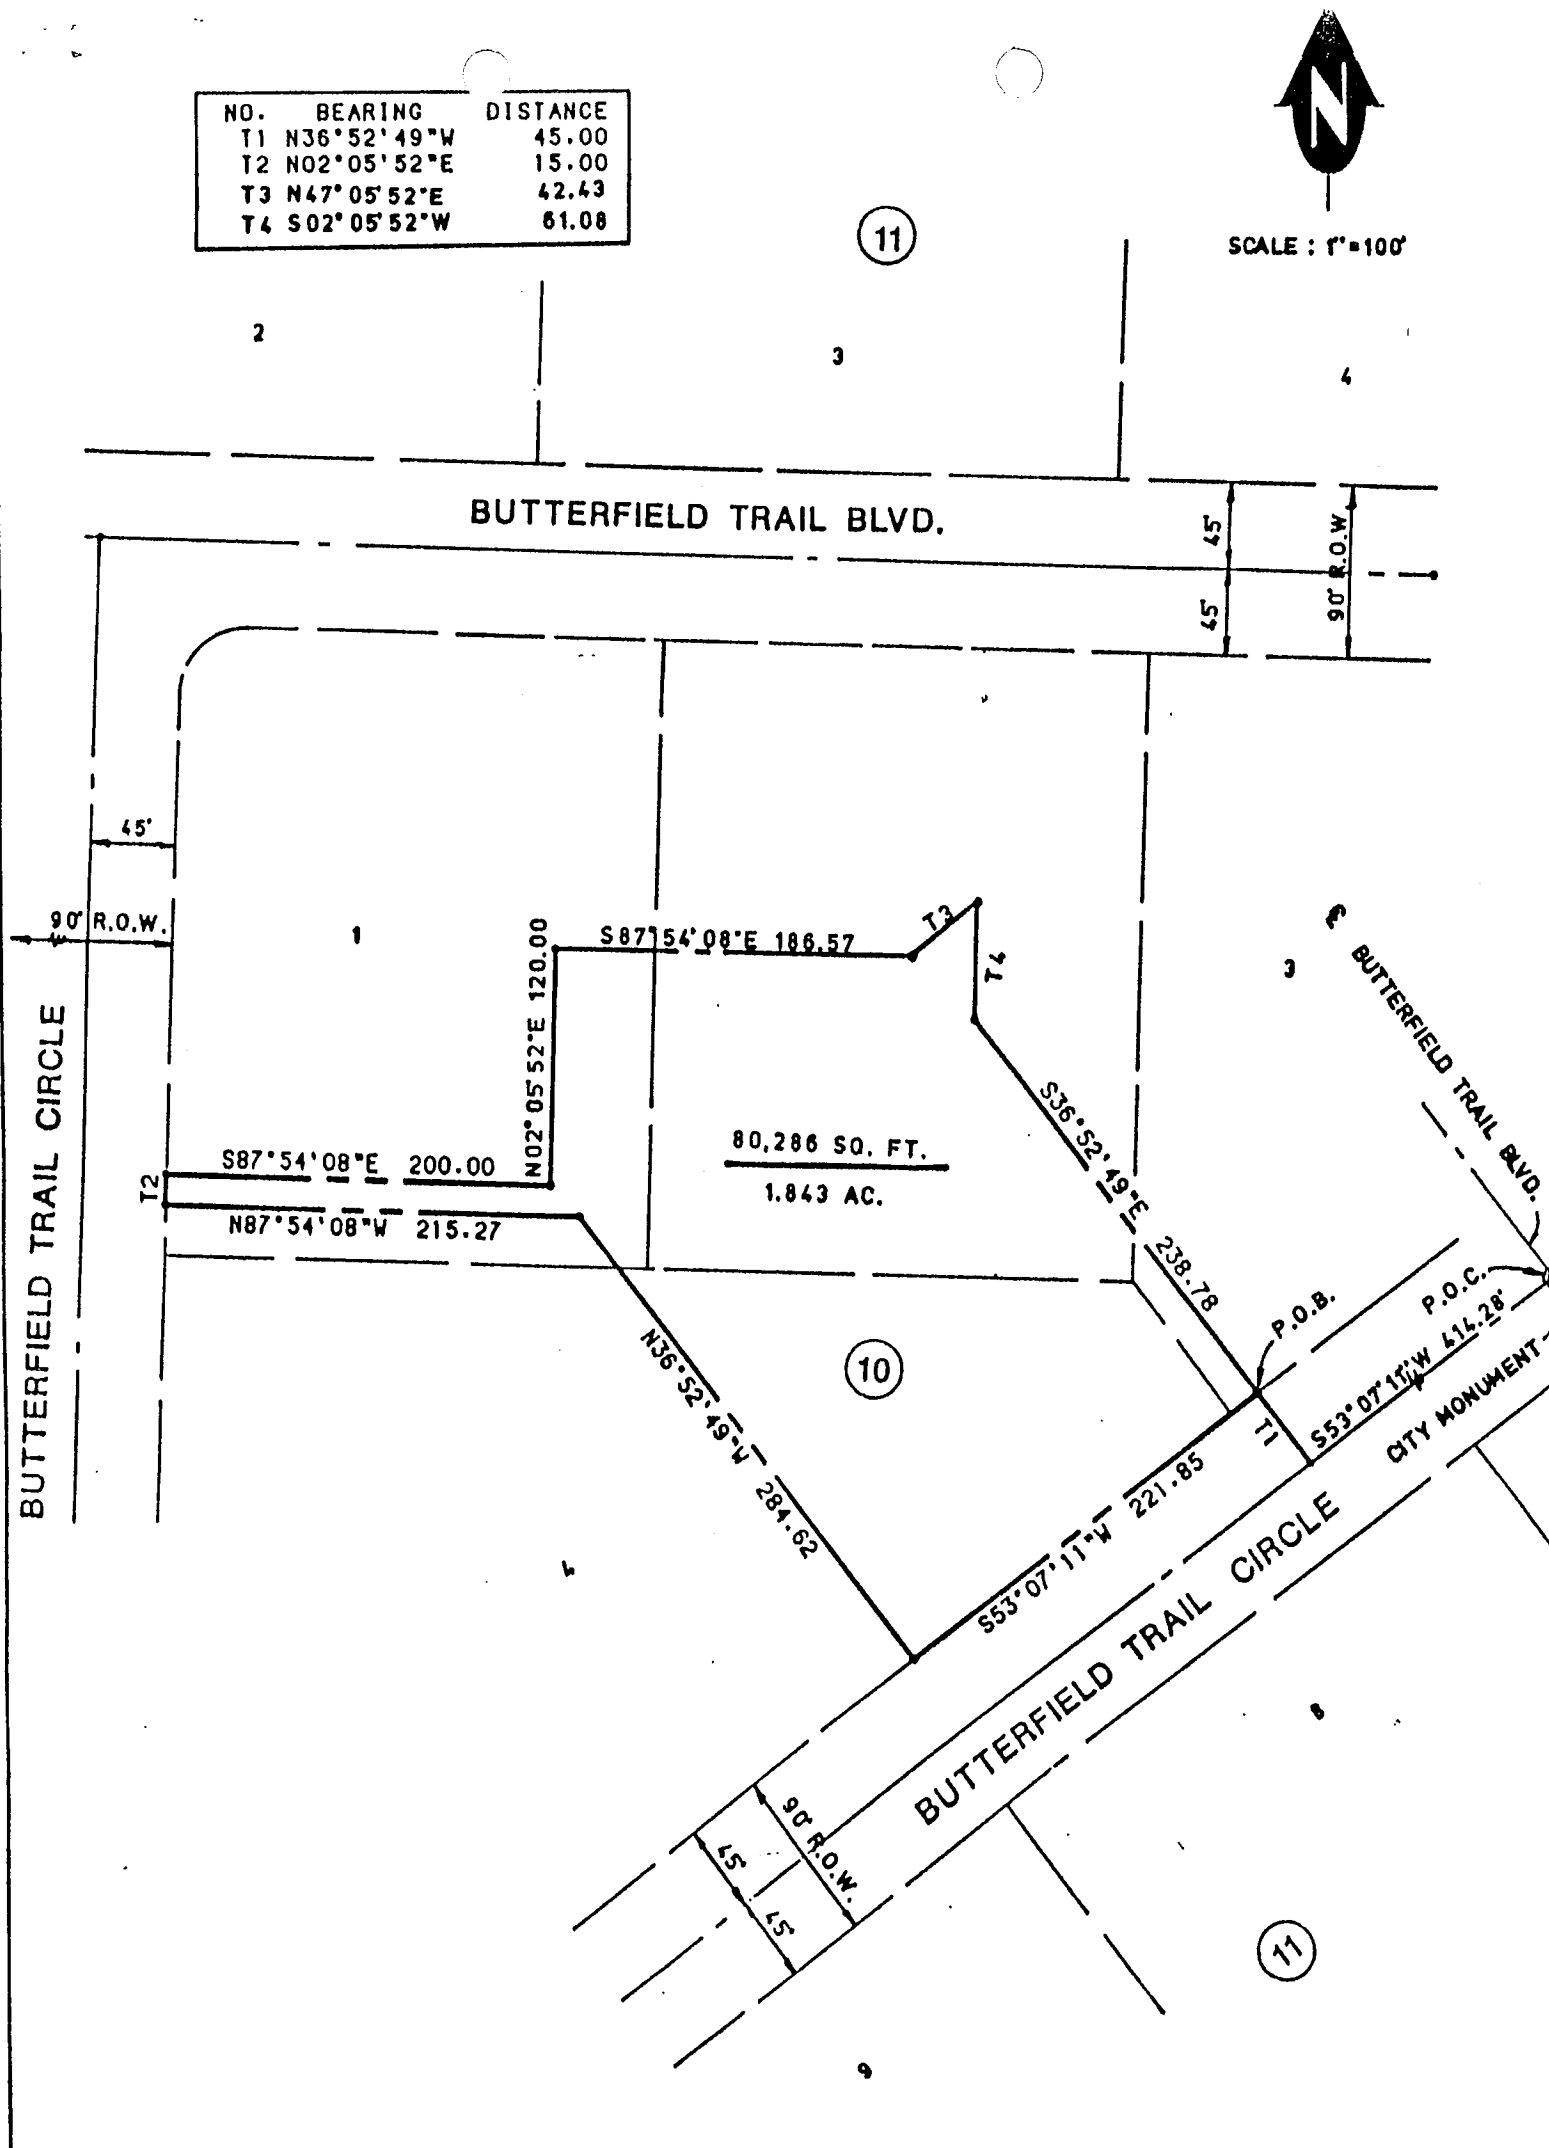 NO. BEARING DISTANCE
T1 N36°52'49"W 45.00
T2 N02°05'52"E 15.00
T3 N47°05'52"E 42.43
T4 S02°05'52"W 61.08
N
SCALE : 1"=100'
11
2
3
4
BUTTERFIELD TRAIL BLVD.
45'
45'
90' R.O.W.
45'
90' R.O.W.
1
S87°54'08"E 186.57
T3
T4
N02°05'52"E 120.00
3
℄ BUTTERFIELD TRAIL BLVD.
BUTTERFIELD TRAIL CIRCLE
S36°52'49"E 238.78
80,286 SQ. FT.
1.843 AC.
S87°54'08"E 200.00
T2
N87°54'08"W 215.27
P.O.B.
P.O.C.
S53°07'11"W 414.28'
CITY MONUMENT
T1
10
N36°52'49"W 284.62
S53°07'11"W 221.85
4
BUTTERFIELD TRAIL CIRCLE
8
90' R.O.W.
45'
45'
11
9